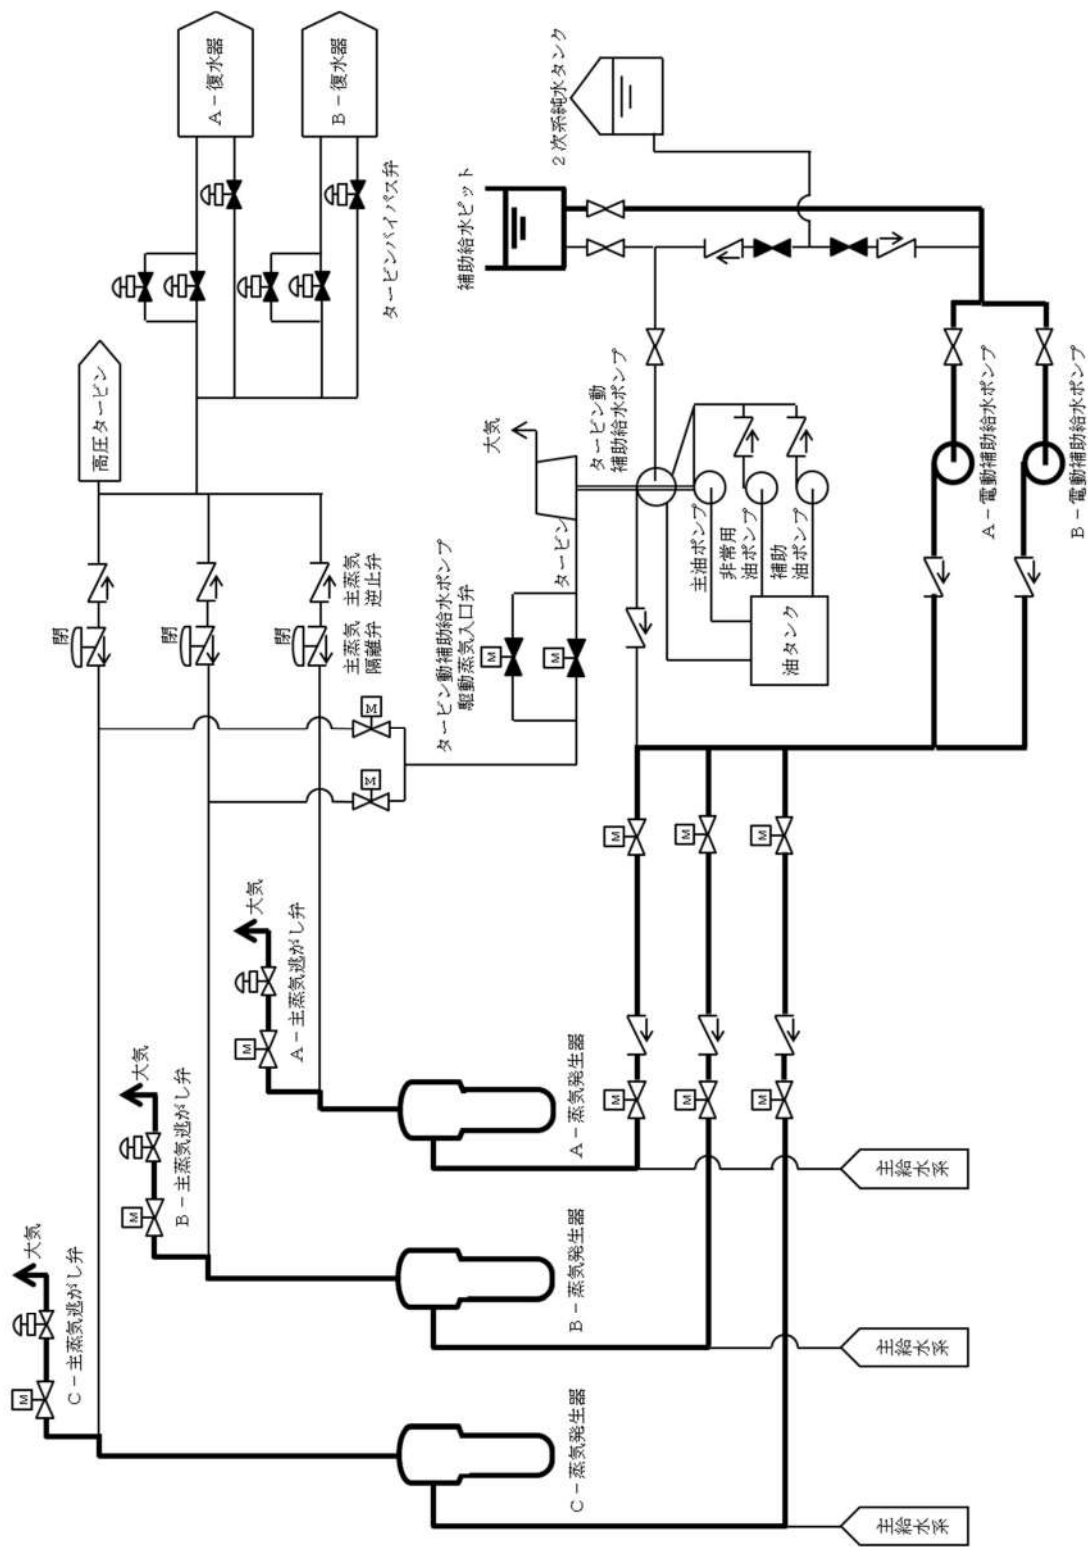 C－主蒸気逃がし弁
大気
M
B－主蒸気逃がし弁
大気
M
A－主蒸気逃がし弁
大気
M
閉
閉
閉
主蒸気
隔離弁
主蒸気
逆止弁
高圧タービン
A－復水器
B－復水器
タービンバイパス弁
M
M
タービン動補助給水ポンプ
駆動蒸気入口弁
M
M
タービン
大気
タービン動
補助給水ポンプ
主油ポンプ
非常用
油ポンプ
補助
油ポンプ
油タンク
補助給水ピット
2次系純水タンク
A－電動補助給水ポンプ
B－電動補助給水ポンプ
C－蒸気発生器
B－蒸気発生器
A－蒸気発生器
M
M
M
M
M
M
主給水系
主給水系
主給水系